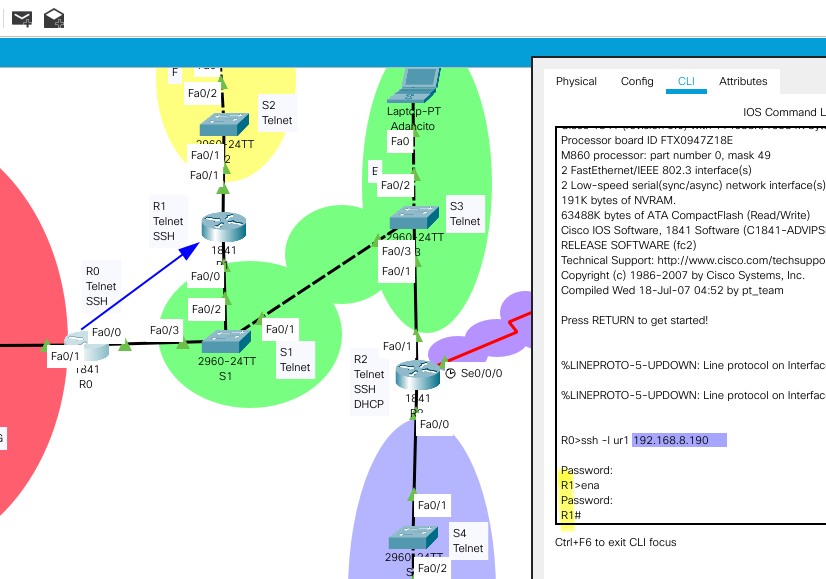 F
Fa0/2
S2
Telnet
2960-24TT
Fa0/1
Fa0/1
R1
Telnet
SSH
1841
Fa0/0
Fa0/2
R0
Telnet
SSH
Fa0/0
Fa0/1
1841
R0
Fa0/3
Fa0/1
2960-24TT
S1
S1
Telnet
Laptop-PT
Adancito
Fa0
E
Fa0/2
S3
Telnet
2960-24TT
Fa0/3
Fa0/1
Fa0/1
R2
Telnet
SSH
DHCP
1841
Se0/0/0
Fa0/0
Fa0/1
S4
Telnet
Fa0/2
Physical
Config
CLI
Attributes
IOS Command L
Processor board ID FTX0947Z18E
M860 processor: part number 0, mask 49
2 FastEthernet/IEEE 802.3 interface(s)
2 Low-speed serial(sync/async) network interface(s)
191K bytes of NVRAM.
63488K bytes of ATA CompactFlash (Read/Write)
Cisco IOS Software, 1841 Software (C1841-ADVIPS
RELEASE SOFTWARE (fc2)
Technical Support: http://www.cisco.com/techsuppo
Copyright (c) 1986-2007 by Cisco Systems, Inc.
Compiled Wed 18-Jul-07 04:52 by pt_team
Press RETURN to get started!
%LINEPROTO-5-UPDOWN: Line protocol on Interface
%LINEPROTO-5-UPDOWN: Line protocol on Interface
R0>ssh -l ur1 192.168.8.190
Password:
R1>ena
Password:
R1#
Ctrl+F6 to exit CLI focus